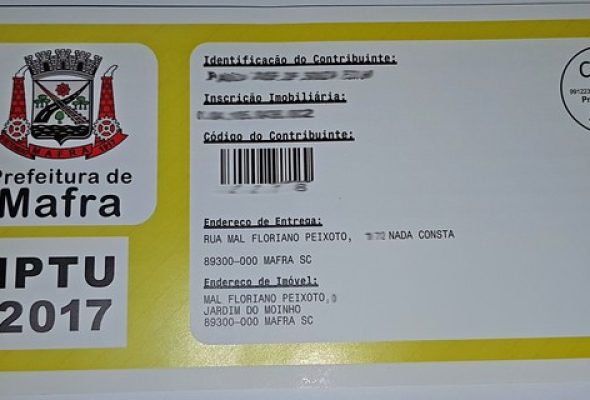 MAFRA
Prefeitura de
Mafra
IPTU
2017
Identificação do Contribuinte:
Inscrição Imobiliária:
Código do Contribuinte:
Endereço de Entrega:
RUA MAL FLORIANO PEIXOTO, NADA CONSTA
89300-000 MAFRA SC
Endereço de Imóvel:
MAL FLORIANO PEIXOTO,
JARDIM DO MOINHO
89300-000 MAFRA SC